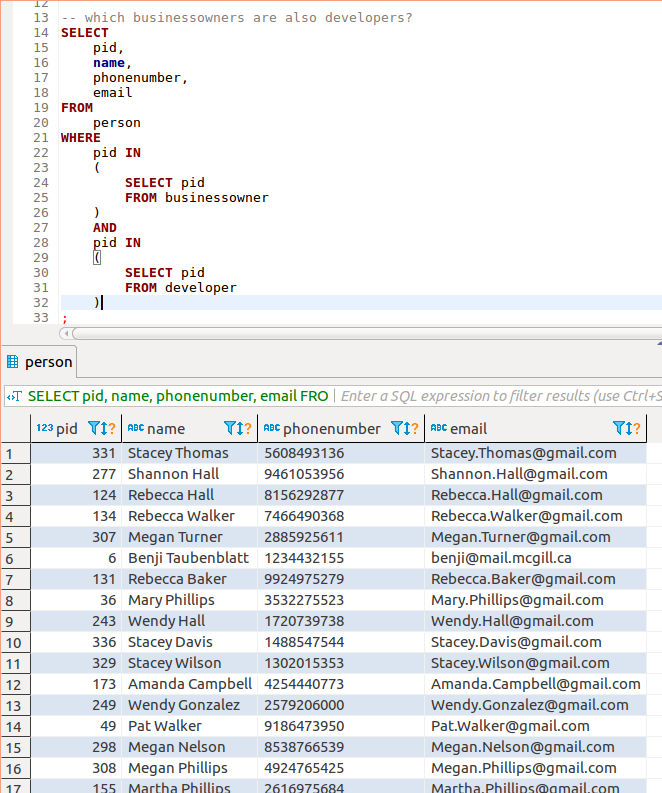 12
13 -- which businessowners are also developers?
14 SELECT
15 pid,
16 name,
17 phonenumber,
18 email
19 FROM
20 person
21 WHERE
22 pid IN
23 (
24 SELECT pid
25 FROM businessowner
26 )
27 AND
28 pid IN
29 (
30 SELECT pid
31 FROM developer
32 )
33 ;
person
SELECT pid, name, phonenumber, email FRO Enter a SQL expression to filter results (use Ctrl+S
123 pid ABC name ABC phonenumber ABC email
1 331 Stacey Thomas 5608493136 Stacey.Thomas@gmail.com
2 277 Shannon Hall 9461053956 Shannon.Hall@gmail.com
3 124 Rebecca Hall 8156292877 Rebecca.Hall@gmail.com
4 134 Rebecca Walker 7466490368 Rebecca.Walker@gmail.com
5 307 Megan Turner 2885925611 Megan.Turner@gmail.com
6 6 Benji Taubenblatt 1234432155 benji@mail.mcgill.ca
7 131 Rebecca Baker 9924975279 Rebecca.Baker@gmail.com
8 36 Mary Phillips 3532275523 Mary.Phillips@gmail.com
9 243 Wendy Hall 1720739738 Wendy.Hall@gmail.com
10 336 Stacey Davis 1488547544 Stacey.Davis@gmail.com
11 329 Stacey Wilson 1302015353 Stacey.Wilson@gmail.com
12 173 Amanda Campbell 4254440773 Amanda.Campbell@gmail.com
13 249 Wendy Gonzalez 2579206000 Wendy.Gonzalez@gmail.com
14 49 Pat Walker 9186473950 Pat.Walker@gmail.com
15 298 Megan Nelson 8538766539 Megan.Nelson@gmail.com
16 308 Megan Phillips 4924765425 Megan.Phillips@gmail.com
17 155 Martha Phillips 2616975684 Martha.Phillips@gmail.com